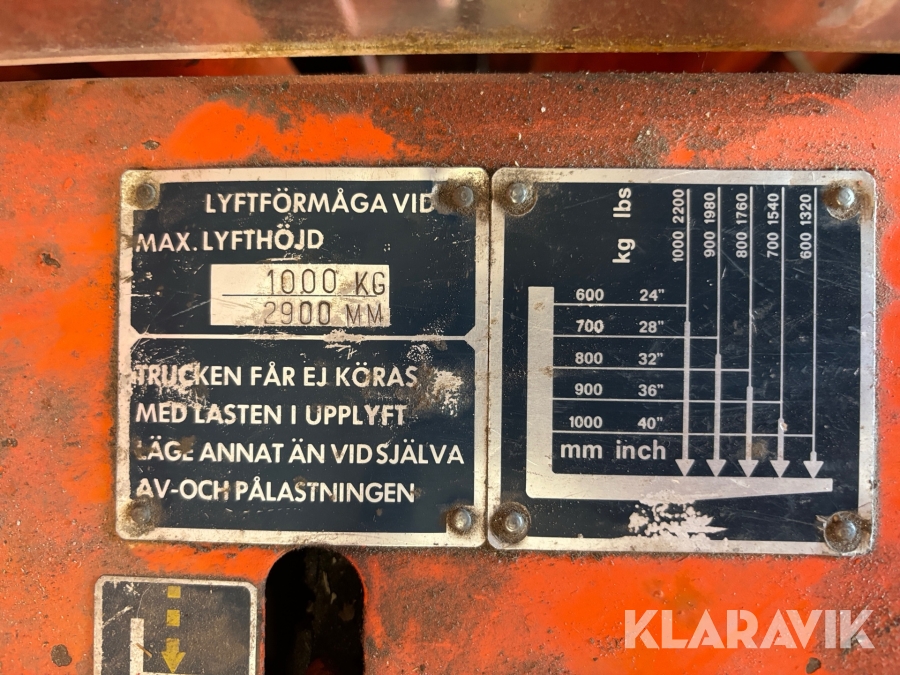 LYFTFÖRMÅGA VID
MAX. LYFTHÖJD
1000 KG
2900 MM
TRUCKEN FÅR EJ KÖRAS
MED LASTEN I UPPLYFT
LÄGE ANNAT ÄN VID SJÄLVA
AV-OCH PÅLASTNINGEN
kg lbs
1000 2200
900 1980
800 1760
700 1540
600 1320
600 24"
700 28"
800 32"
900 36"
1000 40"
mm inch
KLARAVIK